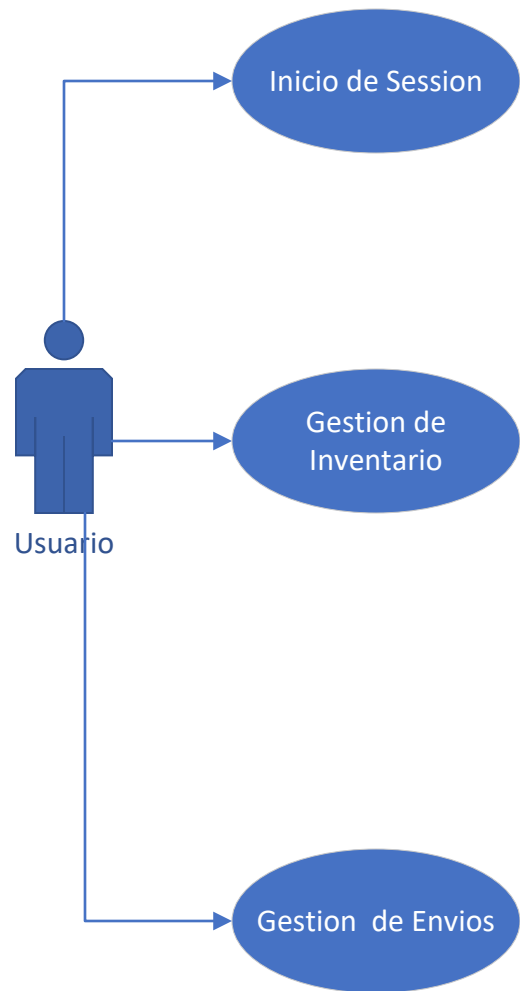 Inicio de Session
Gestion de
Inventario
Usuario
Gestion  de Envios